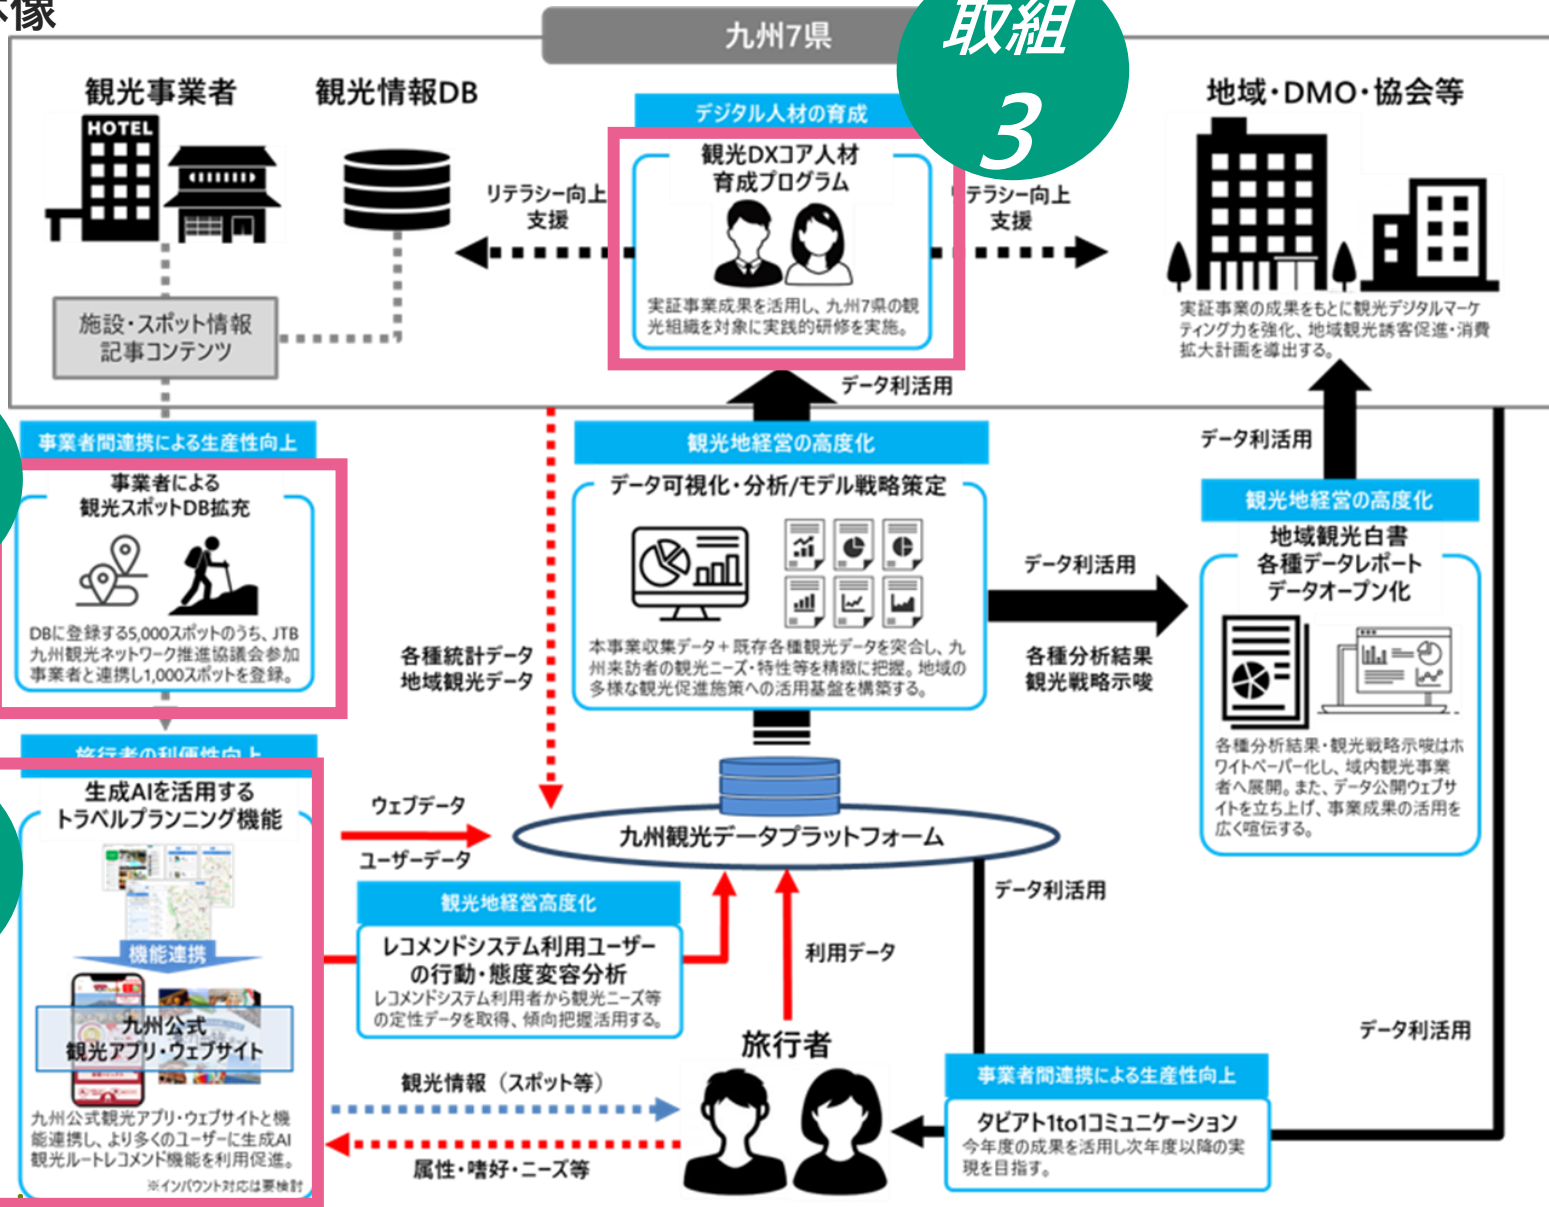 像
九州7県
取組
3
観光事業者
HOTEL
観光情報DB
デジタル人材の育成
観光DXコア人材
育成プログラム
実証事業成果を活用し、九州7県の観
光組織を対象に実践的研修を実施。
リテラシー向上
支援
リテラシー向上
支援
地域・DMO・協会等
実証事業の成果をもとに観光デジタルマーケ
ティング力を強化、地域観光誘客促進・消費
拡大計画を導出する。
施設・スポット情報
記事コンテンツ
データ利活用
事業者間連携による生産性向上
事業者による
観光スポットDB拡充
DBに登録する5,000スポットのうち、JTB
九州観光ネットワーク推進協議会参加
事業者と連携し1,000スポットを登録。
各種統計データ
地域観光データ
観光地経営の高度化
データ可視化・分析/モデル戦略策定
本事業収集データ+既存各種観光データを突合し、九
州来訪者の観光ニーズ・特性等を精緻に把握。地域の
多様な観光促進施策への活用基盤を構築する。
データ利活用
各種分析結果
観光戦略示唆
データ利活用
観光地経営の高度化
地域観光白書
各種データレポート
データオープン化
各種分析結果・観光戦略示唆はホ
ワイトペーパー化し、域内観光事業
者へ展開。また、データ公開ウェブサ
イトを立ち上げ、事業成果の活用を
広く喧伝する。
旅行者の利便性向上
生成AIを活用する
トラベルプランニング機能
機能連携
九州公式
観光アプリ・ウェブサイト
九州公式観光アプリ・ウェブサイトと機
能連携し、より多くのユーザーに生成AI
観光ルートレコメンド機能を利用促進。
※インバウンド対応は要検討
ウェブデータ
ユーザーデータ
九州観光データプラットフォーム
観光地経営高度化
レコメンドシステム利用ユーザー
の行動・態度変容分析
レコメンドシステム利用者から観光ニーズ等
の定性データを取得、傾向把握活用する。
利用データ
データ利活用
旅行者
観光情報(スポット等)
属性・嗜好・ニーズ等
データ利活用
事業者間連携による生産性向上
タビアト1to1コミュニケーション
今年度の成果を活用し次年度以降の実
現を目指す。